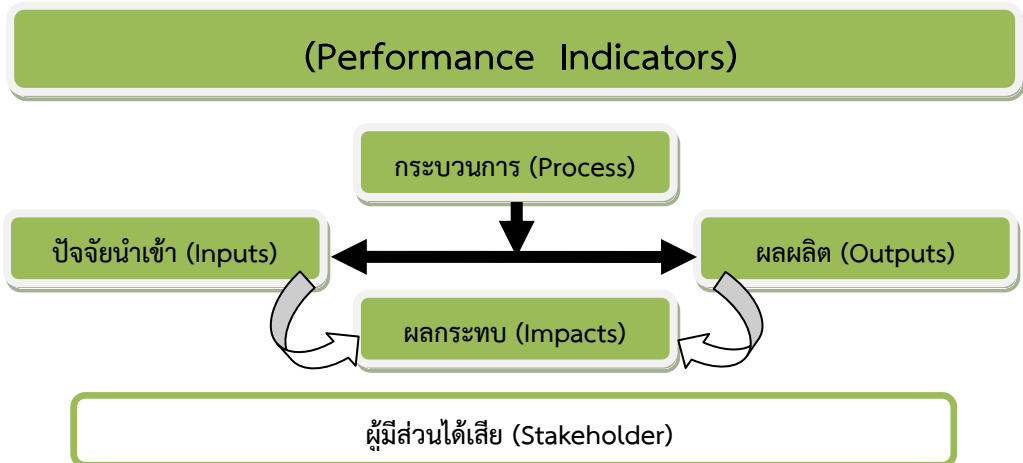 (Performance Indicators)
กระบวนการ (Process)
ปัจจัยนำเข้า (Inputs)
ผลผลิต (Outputs)
ผลกระทบ (Impacts)
ผู้มีส่วนได้เสีย (Stakeholder)